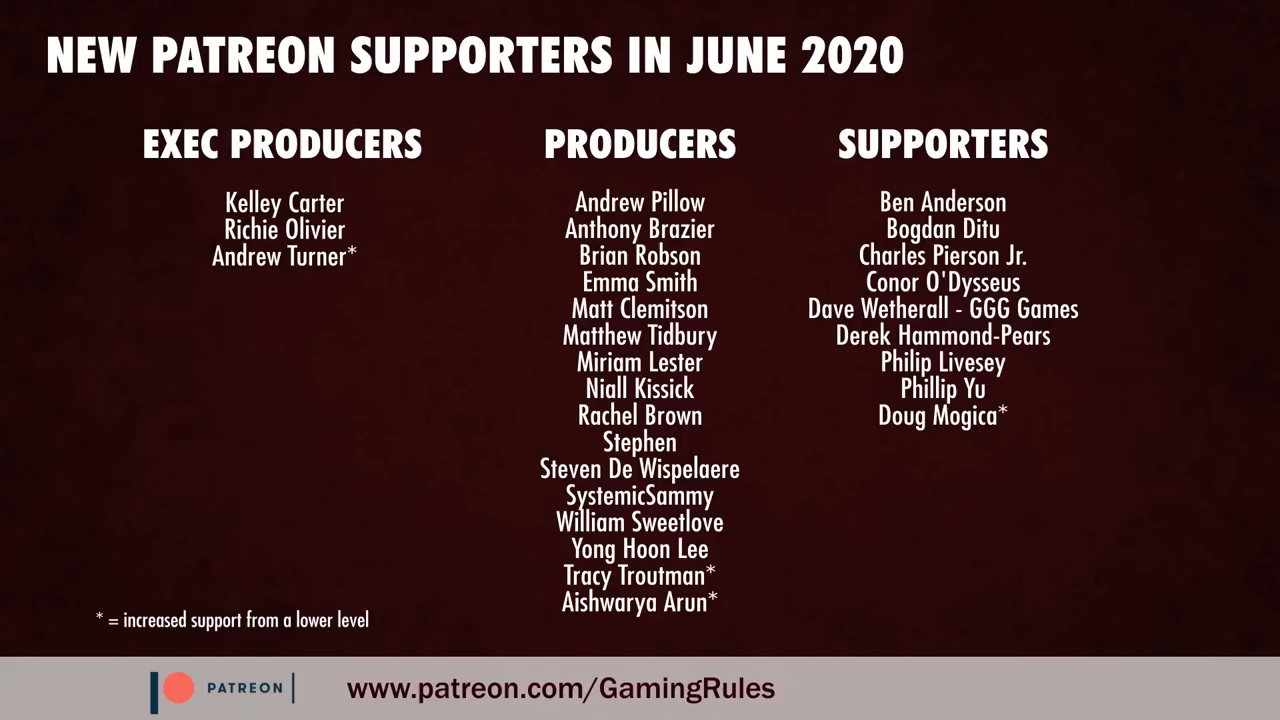 NEW PATREON SUPPORTERS IN JUNE 2020
EXEC PRODUCERS
Kelley Carter
Richie Olivier
Andrew Turner*
PRODUCERS
Andrew Pillow
Anthony Brazier
Brian Robson
Emma Smith
Matt Clemitson
Matthew Tidbury
Miriam Lester
Niall Kissick
Rachel Brown
Stephen
Steven De Wispelaere
SystemicSammy
William Sweetlove
Yong Hoon Lee
Tracy Troutman*
Aishwarya Arun*
SUPPORTERS
Ben Anderson
Bogdan Ditu
Charles Pierson Jr.
Conor O'Dysseus
Dave Wetherall - GGG Games
Derek Hammond-Pears
Philip Livesey
Phillip Yu
Doug Mogica*
* = increased support from a lower level
PATREON
www.patreon.com/GamingRules